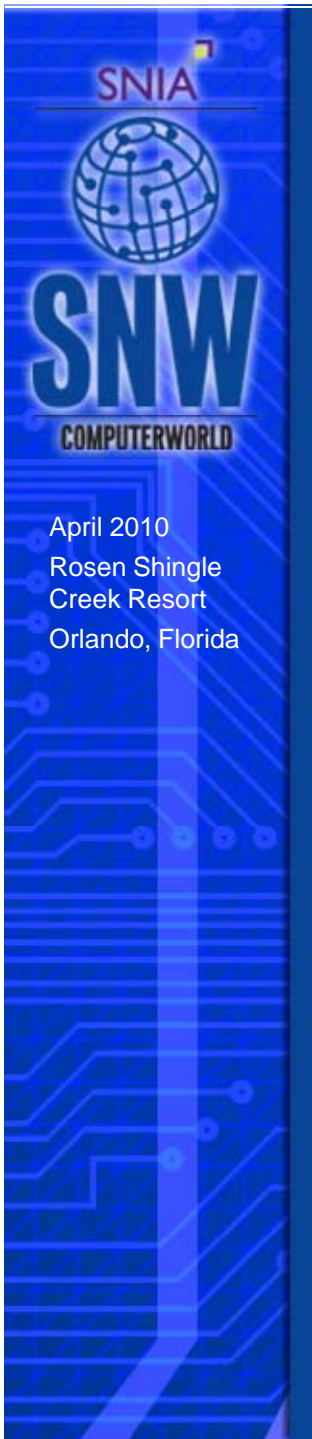 SNIA
SNW
COMPUTERWORLD
April 2010
Rosen Shingle
Creek Resort
Orlando, Florida